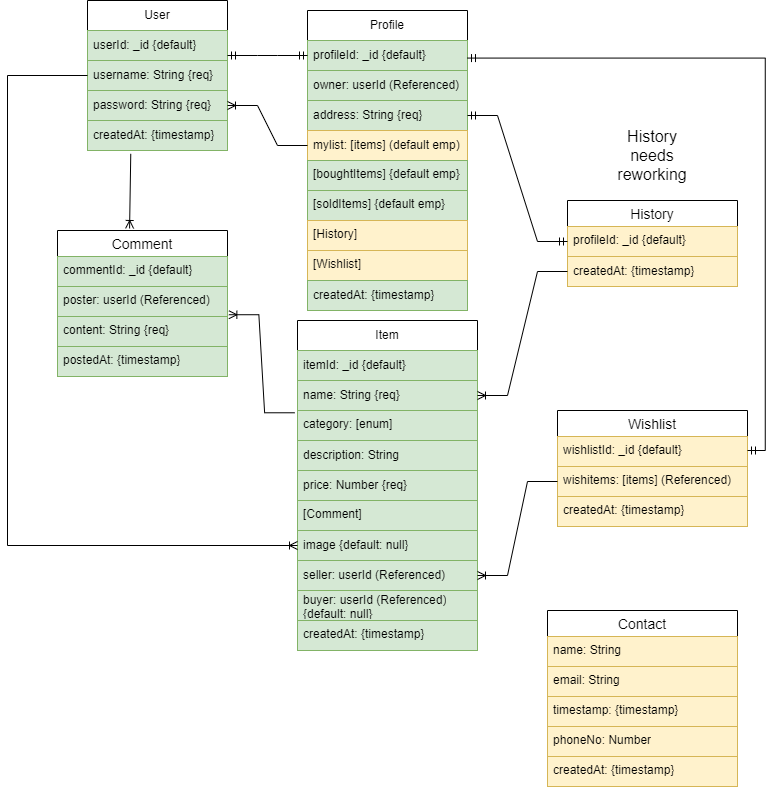 User
userId: _id {default}
username: String {req}
password: String {req}
createdAt: {timestamp}
Profile
profileId: _id {default}
owner: userId (Referenced)
address: String {req}
mylist: [items] (default emp)
[boughtItems] {default emp}
[soldItems] {default emp}
[History]
[Wishlist]
createdAt: {timestamp}
History
needs
reworking
History
profileId: _id {default}
createdAt: {timestamp}
Comment
commentId: _id {default}
poster: userId (Referenced)
content: String {req}
postedAt: {timestamp}
Item
itemId: _id {default}
name: String {req}
category: [enum]
description: String
price: Number {req}
[Comment]
image {default: null}
seller: userId (Referenced)
buyer: userId (Referenced)
{default: null}
createdAt: {timestamp}
Wishlist
wishlistId: _id {default}
wishitems: [items] (Referenced)
createdAt: {timestamp}
Contact
name: String
email: String
timestamp: {timestamp}
phoneNo: Number
createdAt: {timestamp}